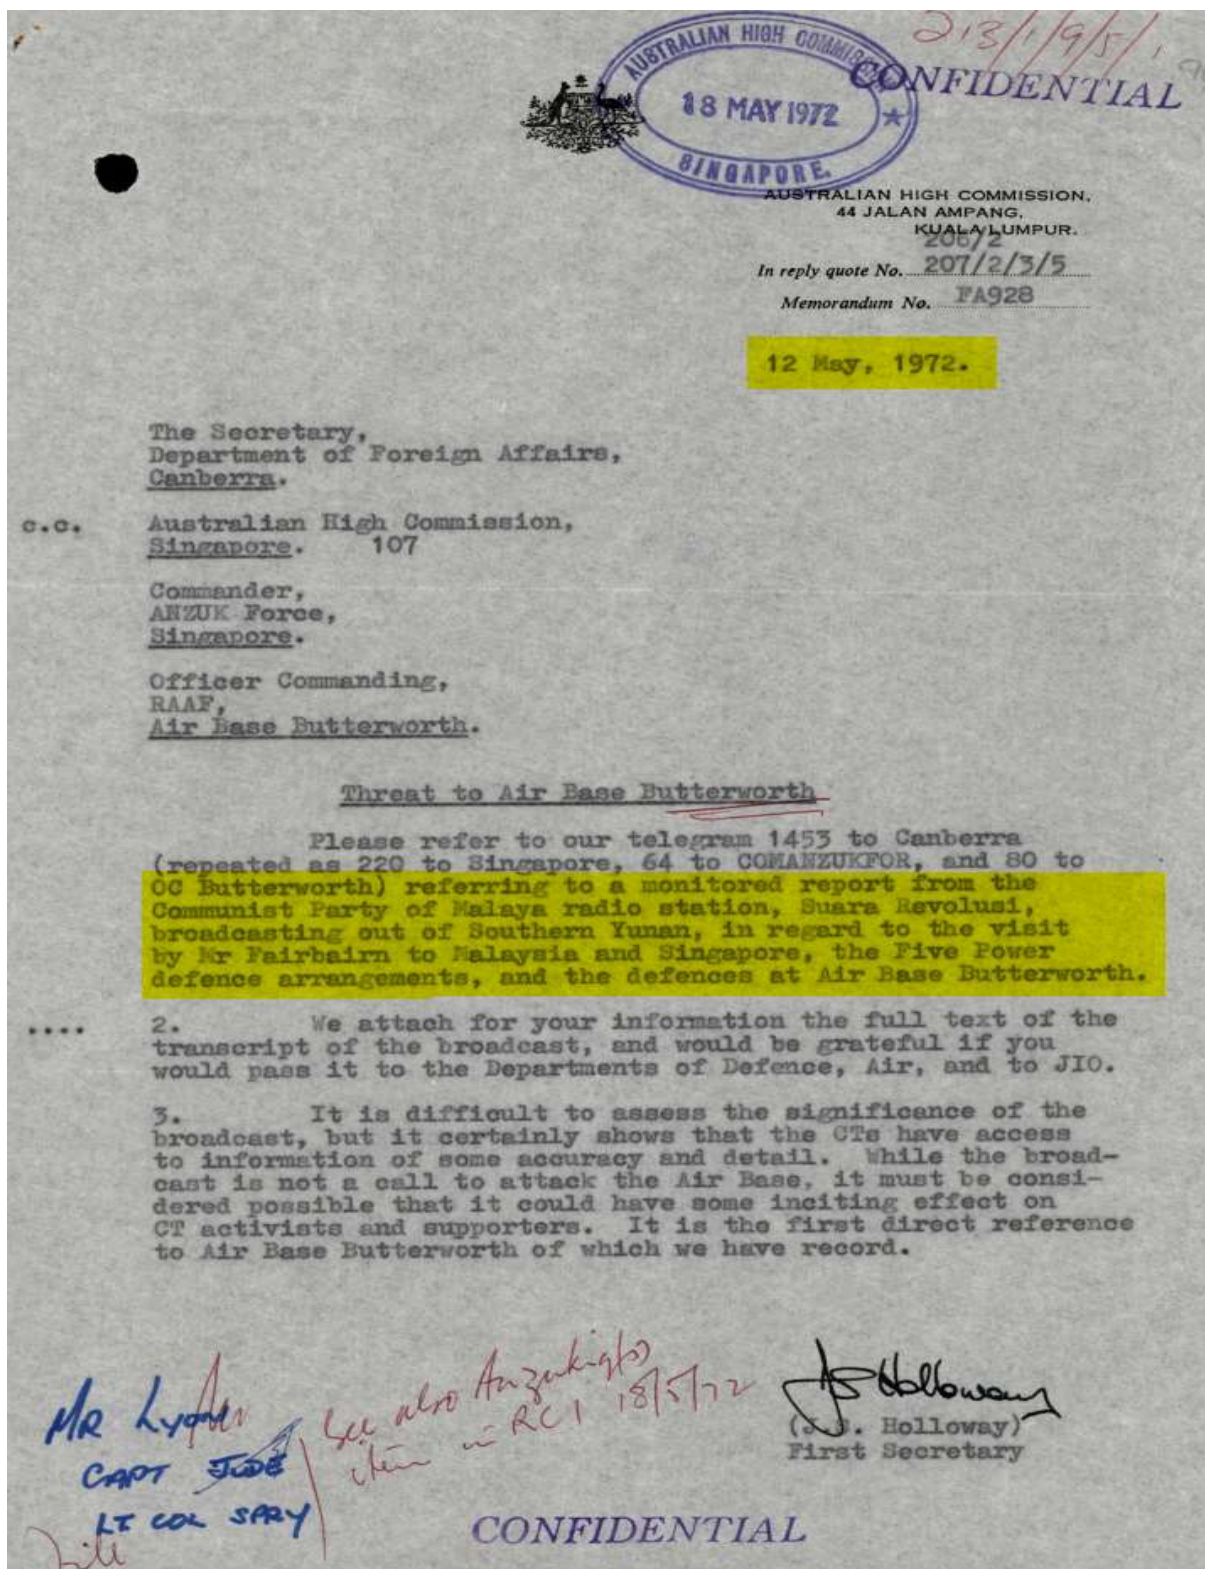 213/1/9/5/1
CONFIDENTIAL
AUSTRALIAN HIGH COMMISSION
18 MAY 1972
SINGAPORE.
AUSTRALIAN HIGH COMMISSION,
44 JALAN AMPANG,
KUALA LUMPUR.
206/2
In reply quote No. 207/2/3/5
Memorandum No. FA928
12 May, 1972.
The Secretary,
Department of Foreign Affairs,
Canberra.
c.c. Australian High Commission,
Singapore. 107
Commander,
ANZUK Force,
Singapore.
Officer Commanding,
RAAF,
Air Base Butterworth.
Threat to Air Base Butterworth
Please refer to our telegram 1453 to Canberra
(repeated as 220 to Singapore, 64 to COMANZUKFOR, and 80 to
OC Butterworth) referring to a monitored report from the
Communist Party of Malaya radio station, Suara Revolusi,
broadcasting out of Southern Yunan, in regard to the visit
by Mr Fairbairn to Malaysia and Singapore, the Five Power
defence arrangements, and the defences at Air Base Butterworth.
.... 2. We attach for your information the full text of the
transcript of the broadcast, and would be grateful if you
would pass it to the Departments of Defence, Air, and to JIO.
3. It is difficult to assess the significance of the
broadcast, but it certainly shows that the CTs have access
to information of some accuracy and detail. While the broad-
cast is not a call to attack the Air Base, it must be consi-
dered possible that it could have some inciting effect on
CT activists and supporters. It is the first direct reference
to Air Base Butterworth of which we have record.
JS Holloway
(J.S. Holloway)
First Secretary
MR Lyon
CAPT JUDE
LT COL SPRY
See also
item in RCI 18/5/72
file
CONFIDENTIAL